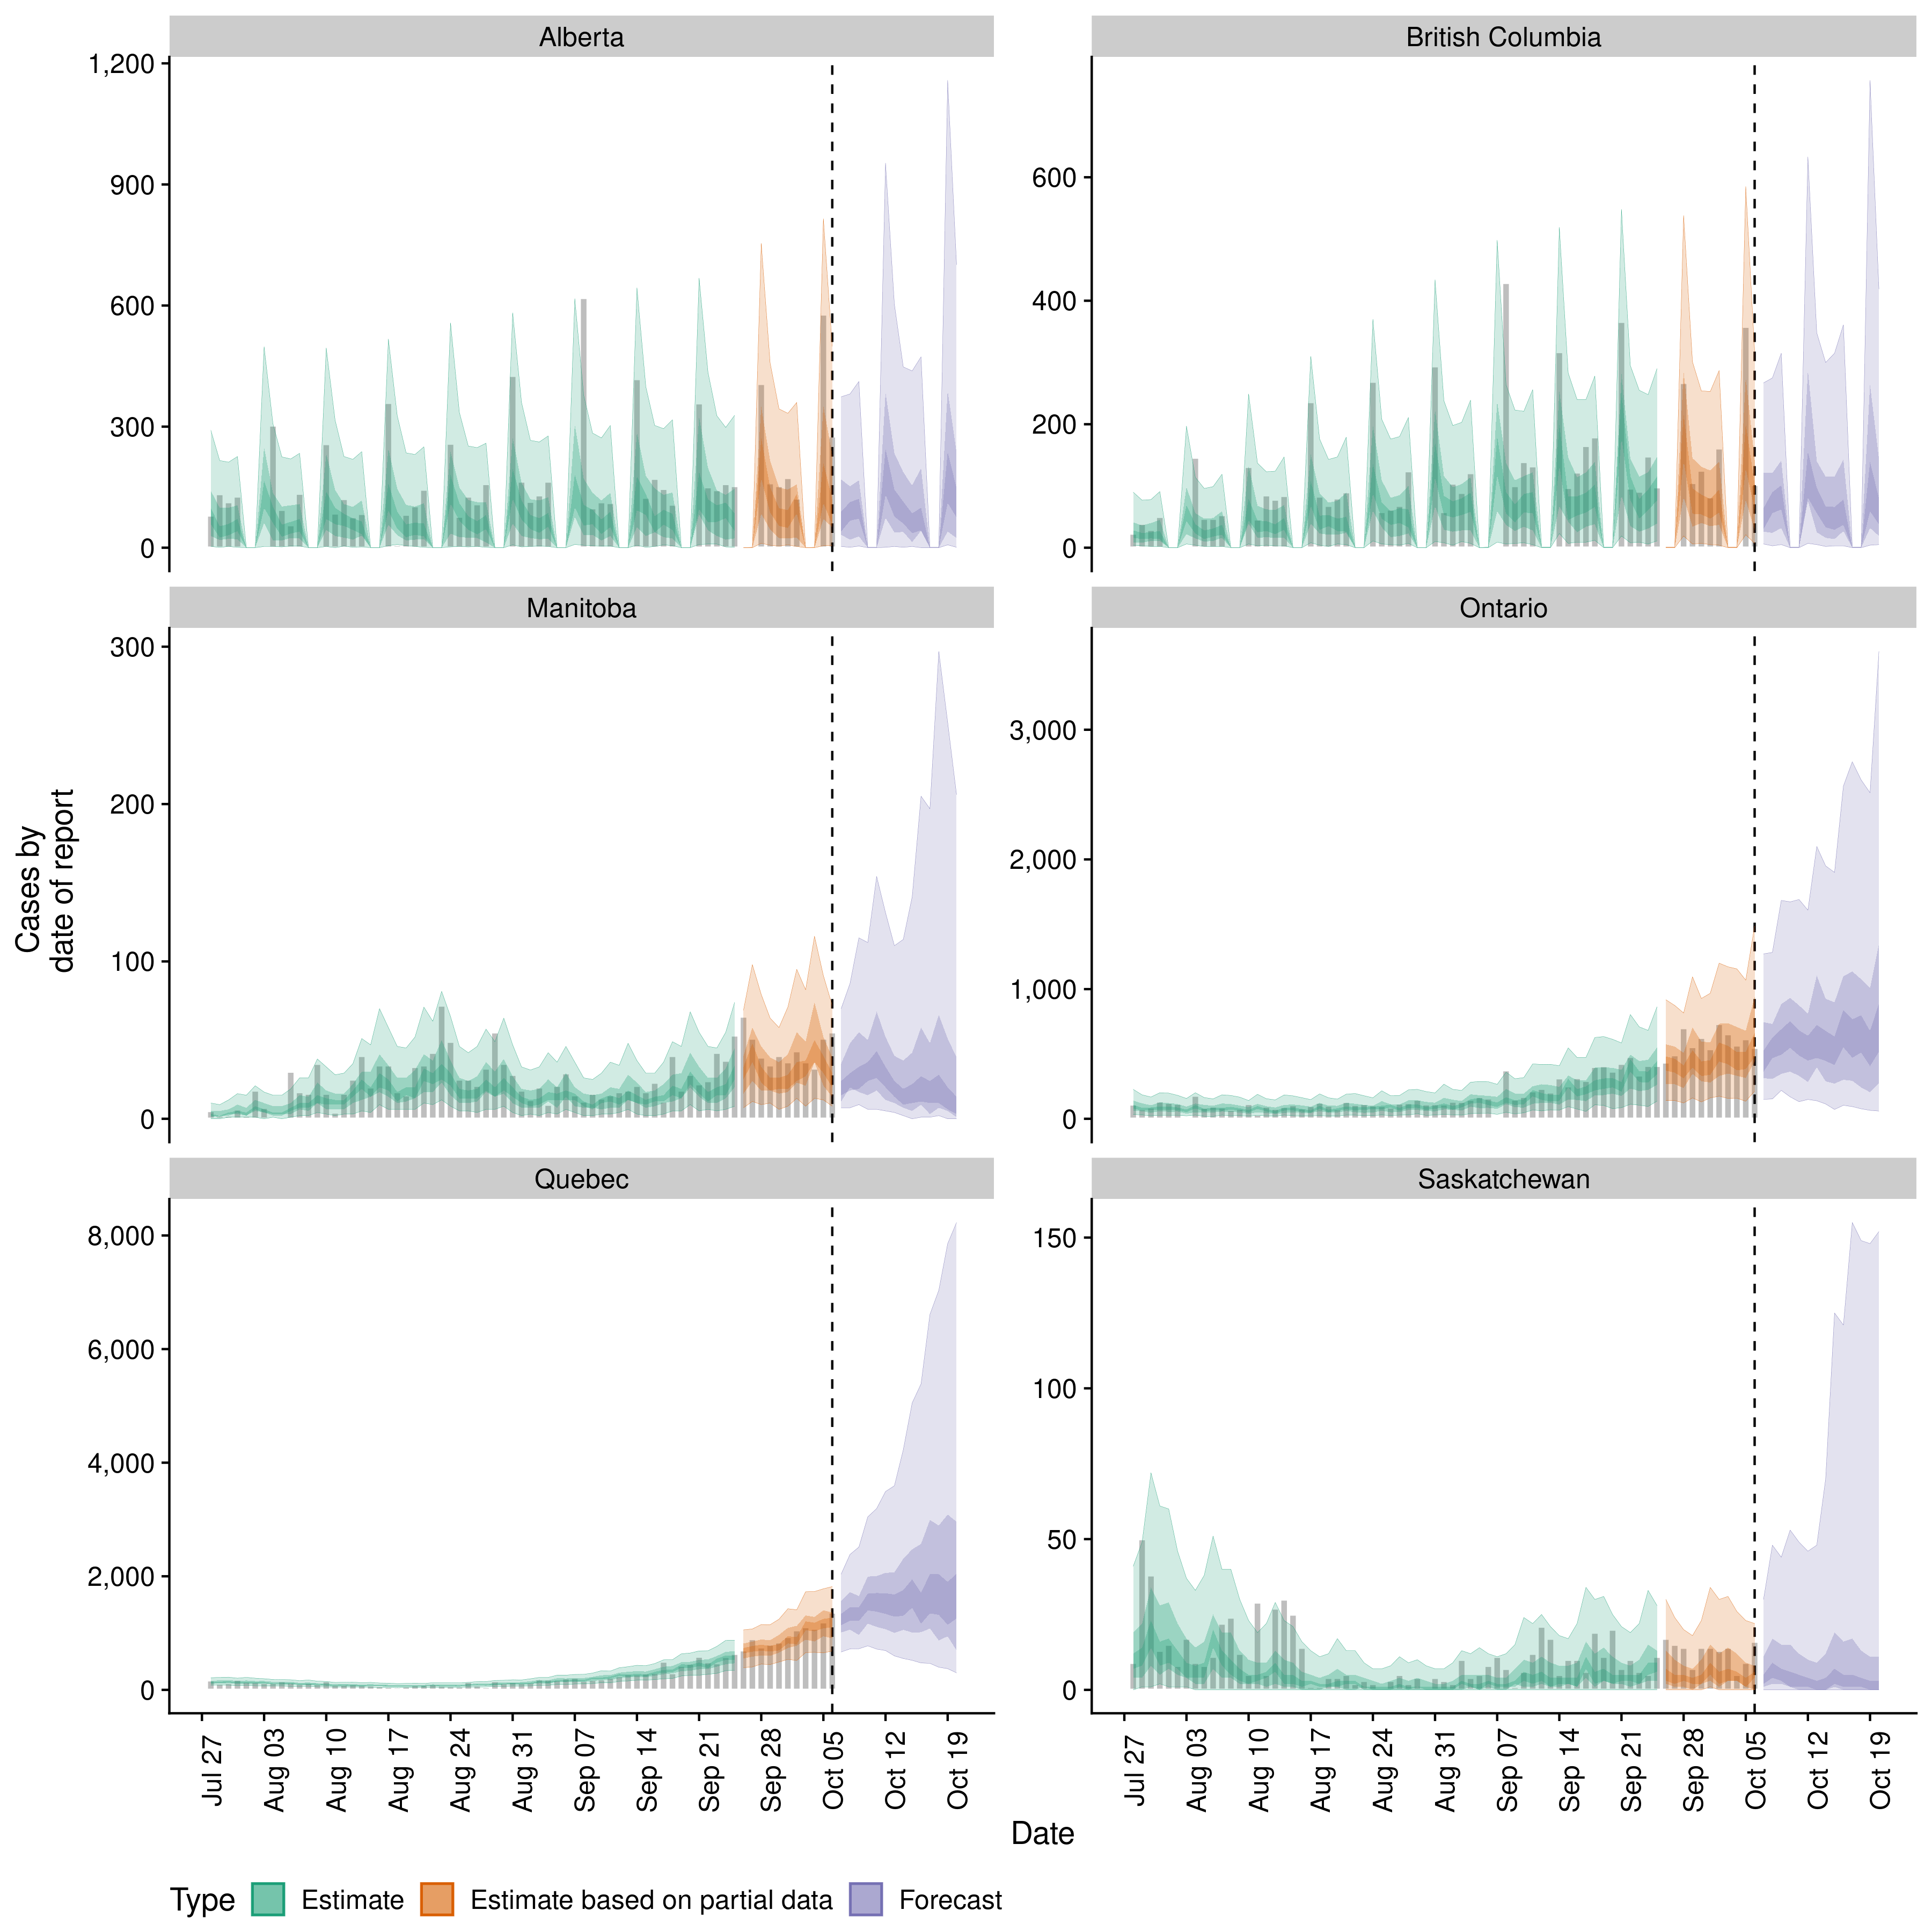 Alberta
British Columbia
1,200
900
600
300
0
600
400
200
0
Manitoba
Ontario
300
200
100
0
3,000
2,000
1,000
0
Cases by
date of report
Quebec
Saskatchewan
8,000
6,000
4,000
2,000
0
150
100
50
0
Jul 27
Aug 03
Aug 10
Aug 17
Aug 24
Aug 31
Sep 07
Sep 14
Sep 21
Sep 28
Oct 05
Oct 12
Oct 19
Jul 27
Aug 03
Aug 10
Aug 17
Aug 24
Aug 31
Sep 07
Sep 14
Sep 21
Sep 28
Oct 05
Oct 12
Oct 19
Date
Type Estimate Estimate based on partial data Forecast